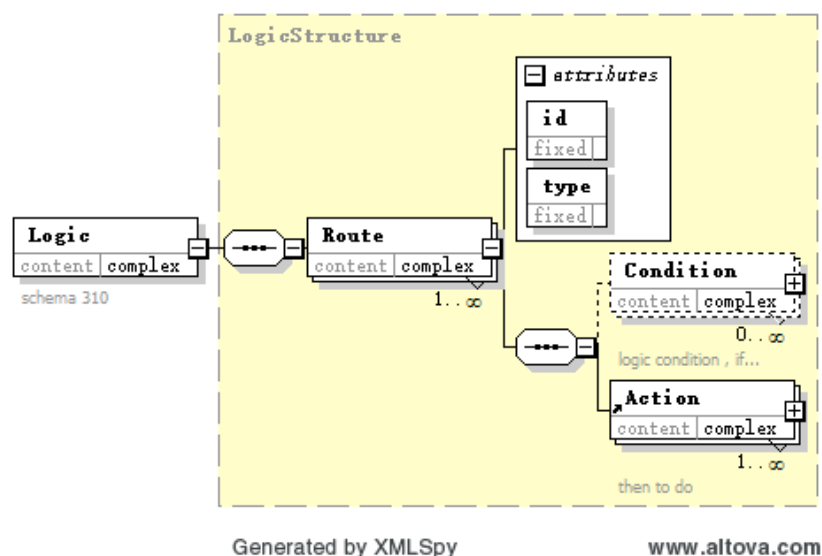 LogicStructure
attributes
id
fixed
type
fixed
Logic
content complex
schema 310
Route
content complex
1..∞
Condition
content complex
0..∞
logic condition , if...
Action
content complex
1..∞
then to do
Generated by XMLSpy www.altova.com